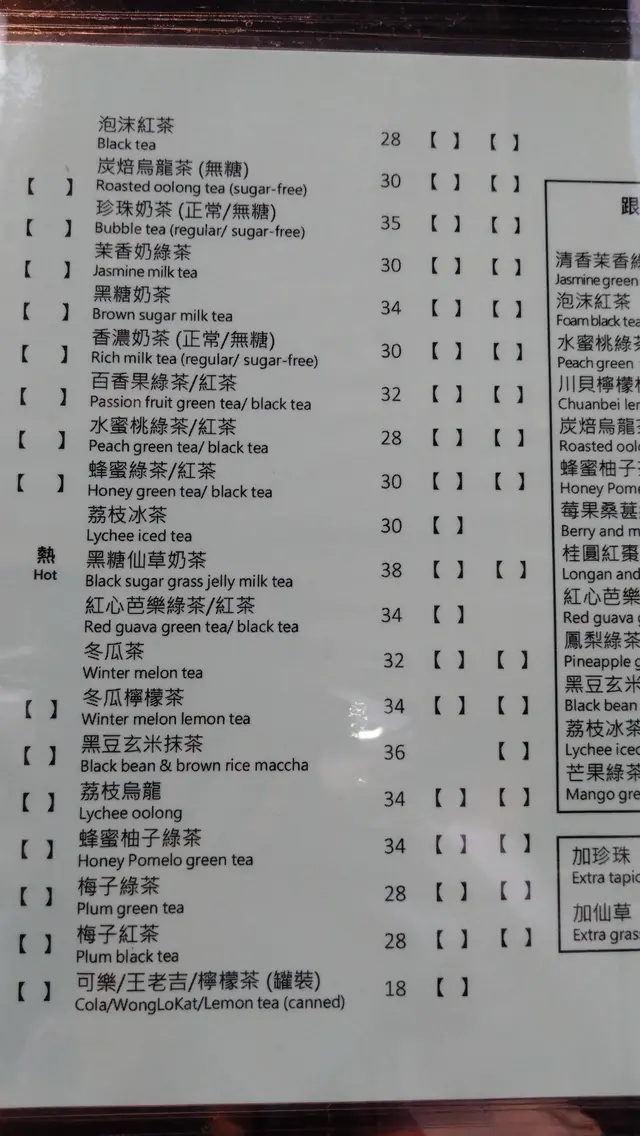 泡沫紅茶
Black tea 28 【 】 【 】
炭焙烏龍茶 (無糖)
【 】 Roasted oolong tea (sugar-free) 30 【 】 【 】
珍珠奶茶 (正常/無糖)
【 】 Bubble tea (regular/ sugar-free) 35 【 】 【 】
茉香奶綠茶
【 】 Jasmine milk tea 30 【 】 【 】
黑糖奶茶
【 】 Brown sugar milk tea 34 【 】 【 】
香濃奶茶 (正常/無糖)
【 】 Rich milk tea (regular/ sugar-free) 30 【 】 【 】
百香果綠茶/紅茶
【 】 Passion fruit green tea/ black tea 32 【 】 【 】
水蜜桃綠茶/紅茶
【 】 Peach green tea/ black tea 28 【 】 【 】
蜂蜜綠茶/紅茶
【 】 Honey green tea/ black tea 30 【 】 【 】
荔枝冰茶
Lychee iced tea 30 【 】
熱
Hot
黑糖仙草奶茶
Black sugar grass jelly milk tea 38 【 】 【 】
紅心芭樂綠茶/紅茶
Red guava green tea/ black tea 34 【 】
冬瓜茶
Winter melon tea 32 【 】 【 】
冬瓜檸檬茶
【 】 Winter melon lemon tea 34 【 】 【 】
黑豆玄米抹茶
【 】 Black bean & brown rice maccha 36 【 】
荔枝烏龍
【 】 Lychee oolong 34 【 】 【 】
蜂蜜柚子綠茶
【 】 Honey Pomelo green tea 34 【 】 【 】
梅子綠茶
【 】 Plum green tea 28 【 】 【 】
梅子紅茶
【 】 Plum black tea 28 【 】 【 】
可樂/王老吉/檸檬茶 (罐裝)
【 】 Cola/WongLoKat/Lemon tea (canned) 18 【 】
跟
清香茉香綠
Jasmine green
泡沫紅茶
Foam black tea
水蜜桃綠茶
Peach green
川貝檸檬
Chuanbei lem
炭焙烏龍茶
Roasted oolo
蜂蜜柚子
Honey Pome
莓果桑葚
Berry and m
桂圓紅棗
Longan and
紅心芭樂
Red guava g
鳳梨綠茶
Pineapple g
黑豆玄米
Black bean
荔枝冰茶
Lychee iced
芒果綠茶
Mango gre
加珍珠
Extra tapio
加仙草
Extra gras